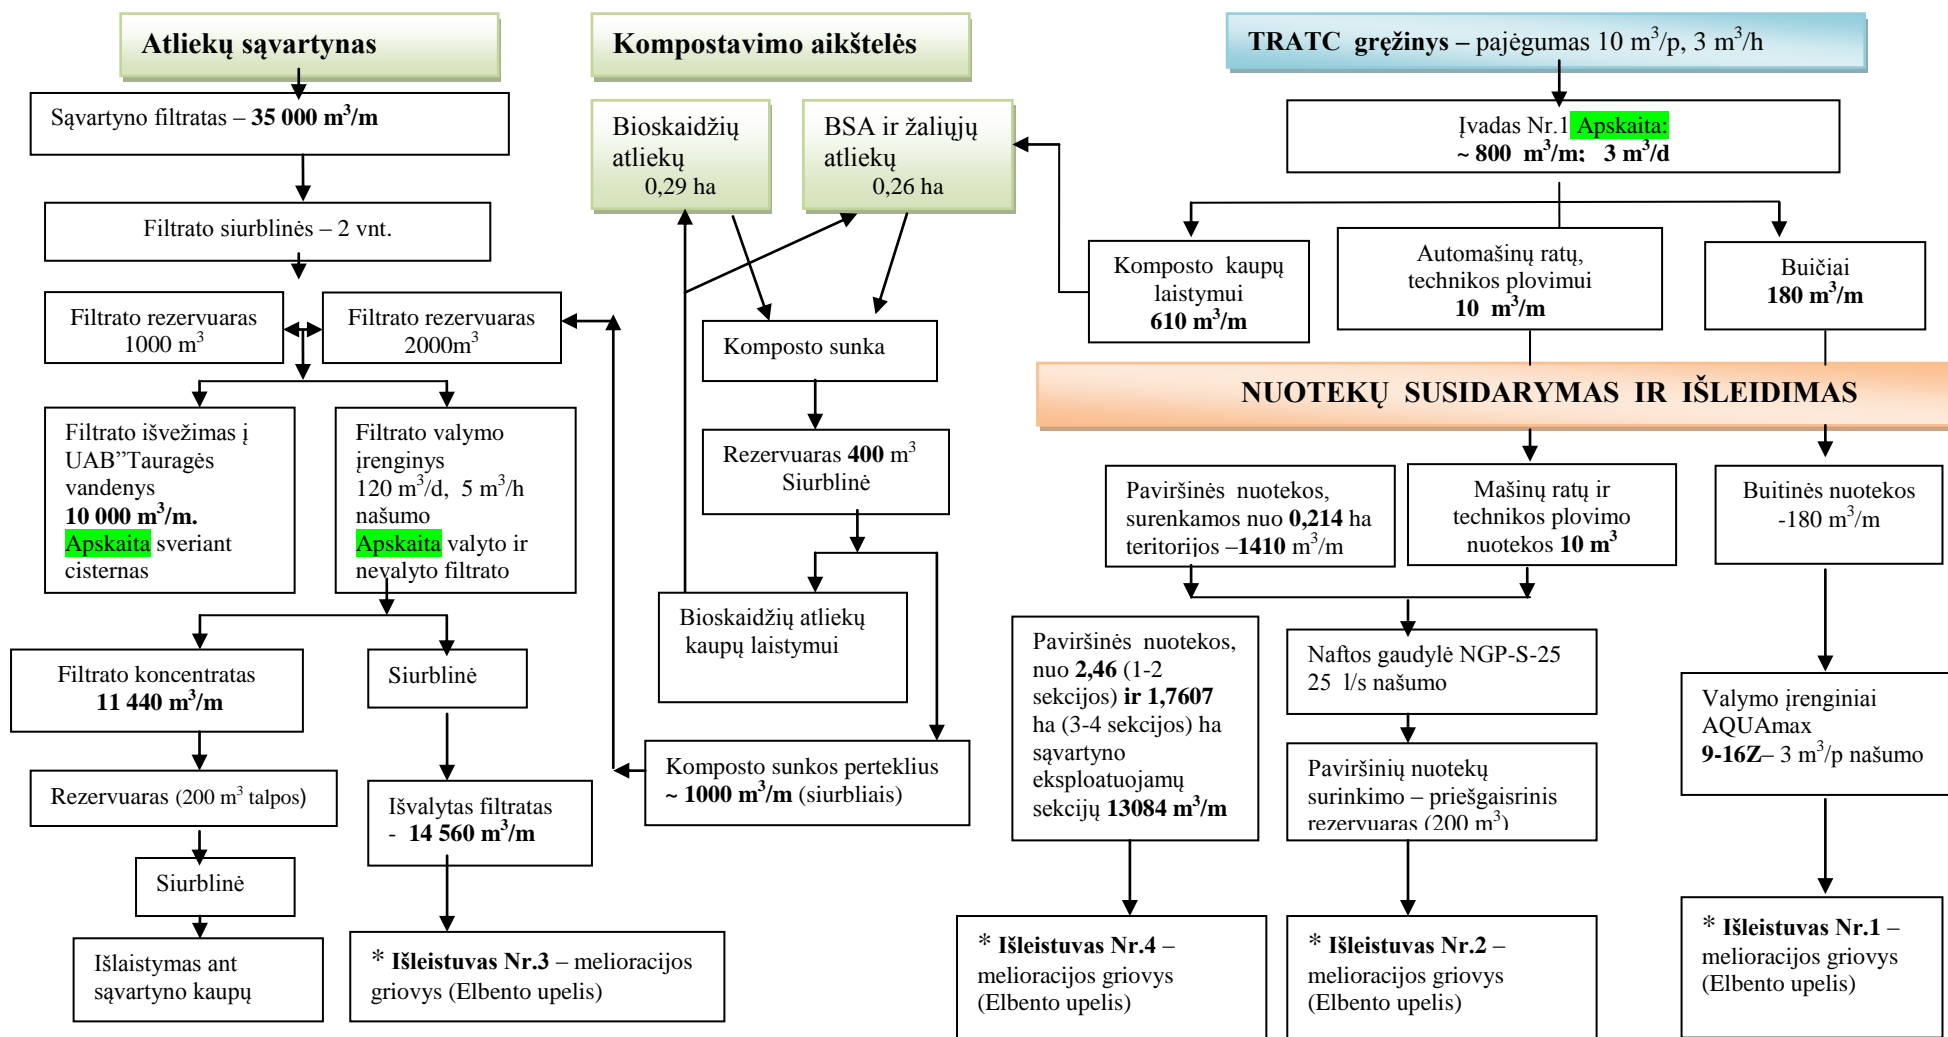 Atliekų sąvartynas
Kompostavimo aikštelės
TRATC gręžinys – pajėgumas 10 m³/p, 3 m³/h
Sąvartyno filtratas – 35 000 m³/m
Bioskaidžių
atliekų
0,29 ha
BSA ir žaliųjų
atliekų
0,26 ha
Įvadas Nr.1 Apskaita:
~ 800 m³/m; 3 m³/d
Filtrato siurblinės – 2 vnt.
Komposto kaupų
laistymui
610 m³/m
Automašinų ratų,
technikos plovimui
10 m³/m
Buičiai
180 m³/m
Filtrato rezervuaras
1000 m³
Filtrato rezervuaras
2000m³
Komposto sunka
NUOTEKŲ SUSIDARYMAS IR IŠLEIDIMAS
Filtrato išvežimas į
UAB”Tauragės
vandenys
10 000 m³/m.
Apskaita sveriant
cisternas
Filtrato valymo
įrenginys
120 m³/d, 5 m³/h
našumo
Apskaita valyto ir
nevalyto filtrato
Rezervuaras 400 m³
Siurblinė
Paviršinės nuotekos,
surenkamos nuo 0,214 ha
teritorijos –1410 m³/m
Mašinų ratų ir
technikos plovimo
nuotekos 10 m³
Buitinės nuotekos
-180 m³/m
Bioskaidžių atliekų
kaupų laistymui
Filtrato koncentratas
11 440 m³/m
Siurblinė
Paviršinės nuotekos,
nuo 2,46 (1-2
sekcijos) ir 1,7607
ha (3-4 sekcijos) ha
sąvartyno
eksploatuojamų
sekcijų 13084 m³/m
Naftos gaudylė NGP-S-25
25 l/s našumo
Valymo įrenginiai
AQUAmax
9-16Z– 3 m³/p našumo
Rezervuaras (200 m³ talpos)
Išvalytas filtratas
- 14 560 m³/m
Komposto sunkos perteklius
~ 1000 m³/m (siurbliais)
Paviršinių nuotekų
surinkimo – priešgaisrinis
rezervuaras (200 m³)
Siurblinė
Išlaistymas ant
sąvartyno kaupų
* Išleistuvas Nr.3 – melioracijos
griovys (Elbento upelis)
* Išleistuvas Nr.4 –
melioracijos griovys
(Elbento upelis)
* Išleistuvas Nr.2 –
melioracijos griovys
(Elbento upelis)
* Išleistuvas Nr.1 –
melioracijos griovys
(Elbento upelis)